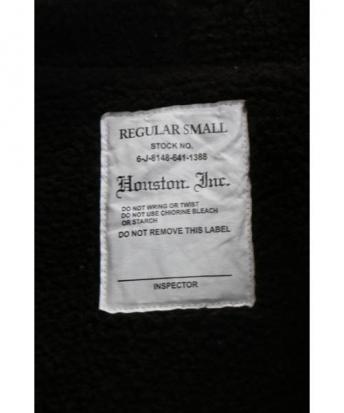 REGULAR SMALL
STOCK NO.
6-J-8148-641-1388
Houston. Inc.
DO NOT WRING OR TWIST
DO NOT USE CHIORINE BLEACH
OR STARCH
DO NOT REMOVE THIS LABEL
INSPECTOR